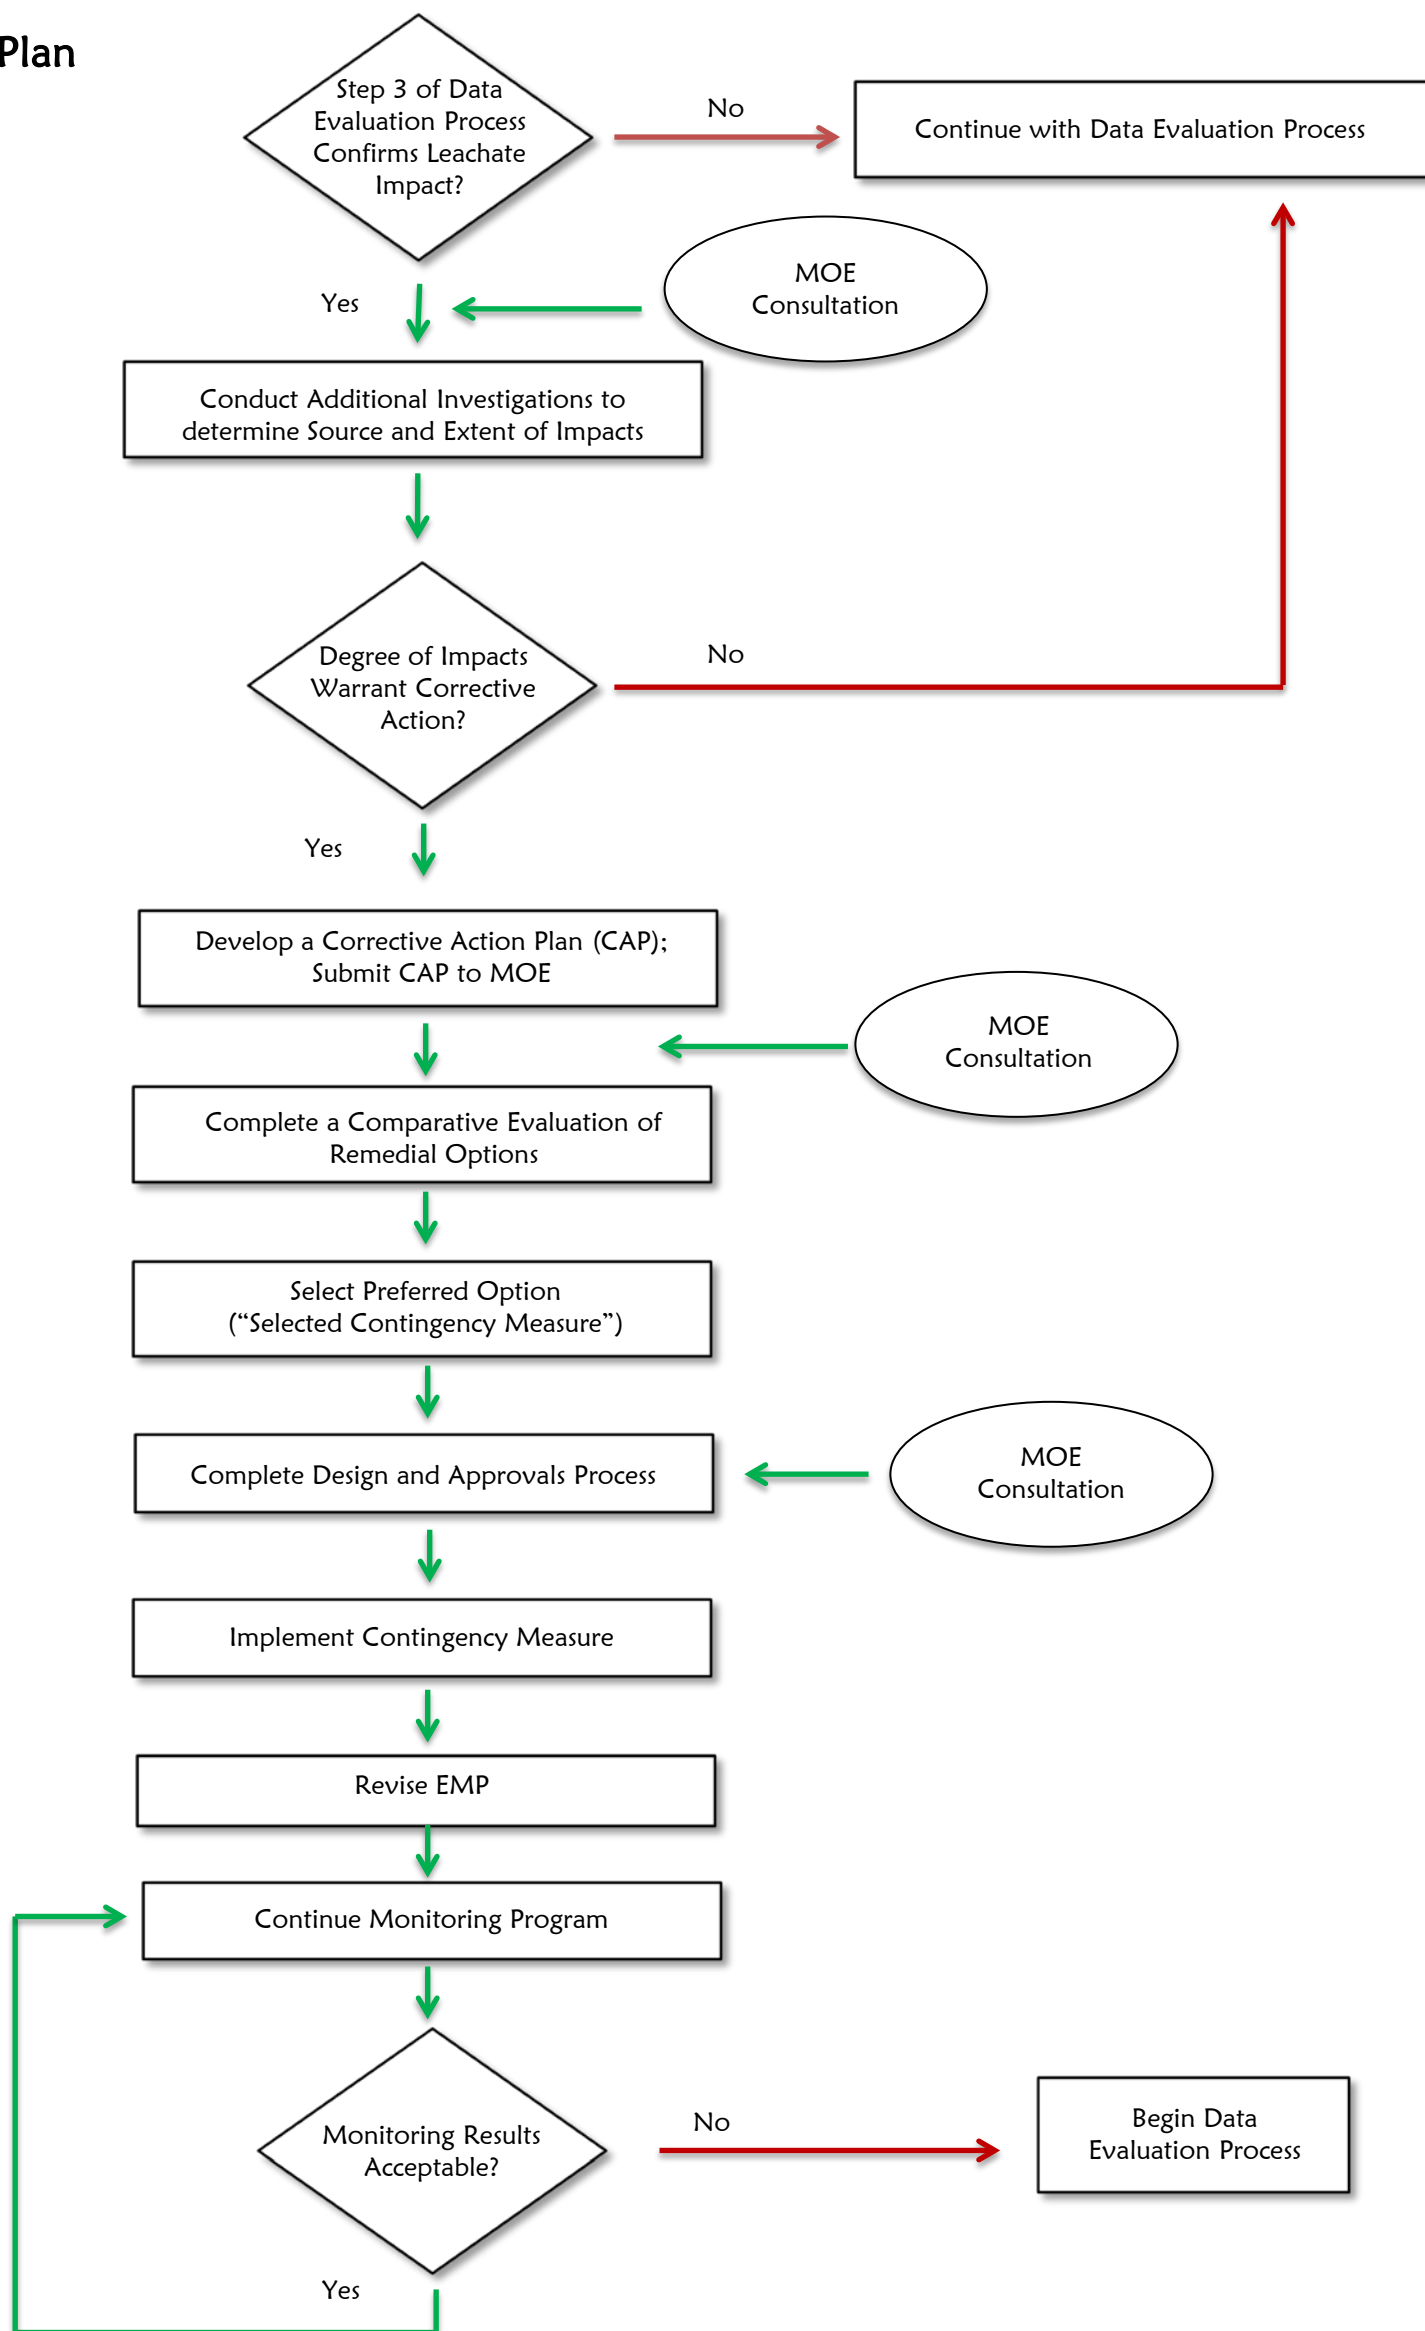 Plan
Step 3 of Data
Evaluation Process
Confirms Leachate
Impact?
No
Continue with Data Evaluation Process
MOE
Consultation
Yes
Conduct Additional Investigations to
determine Source and Extent of Impacts
Degree of Impacts
Warrant Corrective
Action?
No
Yes
Develop a Corrective Action Plan (CAP);
Submit CAP to MOE
MOE
Consultation
Complete a Comparative Evaluation of
Remedial Options
Select Preferred Option
(“Selected Contingency Measure”)
Complete Design and Approvals Process
MOE
Consultation
Implement Contingency Measure
Revise EMP
Continue Monitoring Program
Monitoring Results
Acceptable?
No
Begin Data
Evaluation Process
Yes